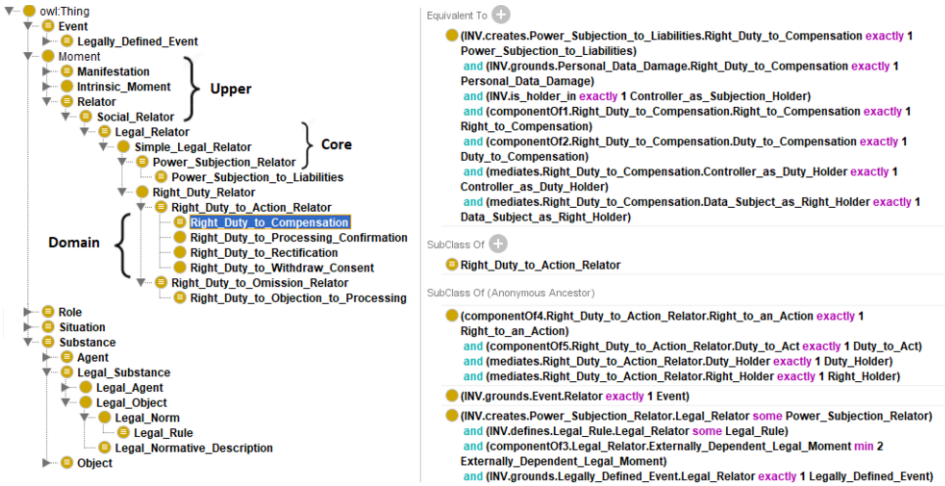 owl:Thing
Event
Legally_Defined_Event
Moment
Manifestation
Intrinsic_Moment
Upper
Relator
Social_Relator
Legal_Relator
Core
Simple_Legal_Relator
Power_Subjection_Relator
Power_Subjection_to_Liabilities
Right_Duty_Relator
Right_Duty_to_Action_Relator
Right_Duty_to_Compensation
Right_Duty_to_Processing_Confirmation
Domain
Right_Duty_to_Rectification
Right_Duty_to_Withdraw_Consent
Right_Duty_to_Omission_Relator
Right_Duty_to_Objection_to_Processing
Role
Situation
Substance
Agent
Legal_Substance
Legal_Agent
Legal_Object
Legal_Norm
Legal_Rule
Legal_Normative_Description
Object
Equivalent To
(INV.creates.Power_Subjection_to_Liabilities.Right_Duty_to_Compensation exactly 1
Power_Subjection_to_Liabilities)
and (INV.grounds.Personal_Data_Damage.Right_Duty_to_Compensation exactly 1
Personal_Data_Damage)
and (INV.is_holder_in exactly 1 Controller_as_Subjection_Holder)
and (componentOf1.Right_Duty_to_Compensation.Right_to_Compensation exactly 1
Right_to_Compensation)
and (componentOf2.Right_Duty_to_Compensation.Duty_to_Compensation exactly 1
Duty_to_Compensation)
and (mediates.Right_Duty_to_Compensation.Controller_as_Duty_Holder exactly 1
Controller_as_Duty_Holder)
and (mediates.Right_Duty_to_Compensation.Data_Subject_as_Right_Holder exactly 1
Data_Subject_as_Right_Holder)
SubClass Of
Right_Duty_to_Action_Relator
SubClass Of (Anonymous Ancestor)
(componentOf4.Right_Duty_to_Action_Relator.Right_to_an_Action exactly 1
Right_to_an_Action)
and (componentOf5.Right_Duty_to_Action_Relator.Duty_to_Act exactly 1 Duty_to_Act)
and (mediates.Right_Duty_to_Action_Relator.Duty_Holder exactly 1 Duty_Holder)
and (mediates.Right_Duty_to_Action_Relator.Right_Holder exactly 1 Right_Holder)
(INV.grounds.Event.Relator exactly 1 Event)
(INV.creates.Power_Subjection_Relator.Legal_Relator some Power_Subjection_Relator)
and (INV.defines.Legal_Rule.Legal_Relator some Legal_Rule)
and (componentOf3.Legal_Relator.Externally_Dependent_Legal_Moment min 2
Externally_Dependent_Legal_Moment)
and (INV.grounds.Legally_Defined_Event.Legal_Relator exactly 1 Legally_Defined_Event)